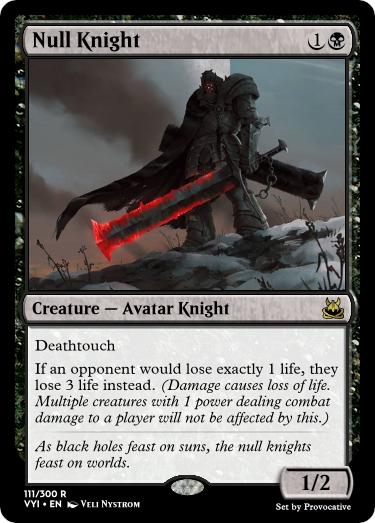 Null Knight 1
Creature — Avatar Knight
Deathtouch
If an opponent would lose exactly 1 life, they
lose 3 life instead. (Damage causes loss of life.
Multiple creatures with 1 power dealing combat
damage to a player will not be affected by this.)
As black holes feast on suns, the null knights
feast on worlds.
1/2
111/300 R
VYI • EN Veli Nystrom
Set by Provocative